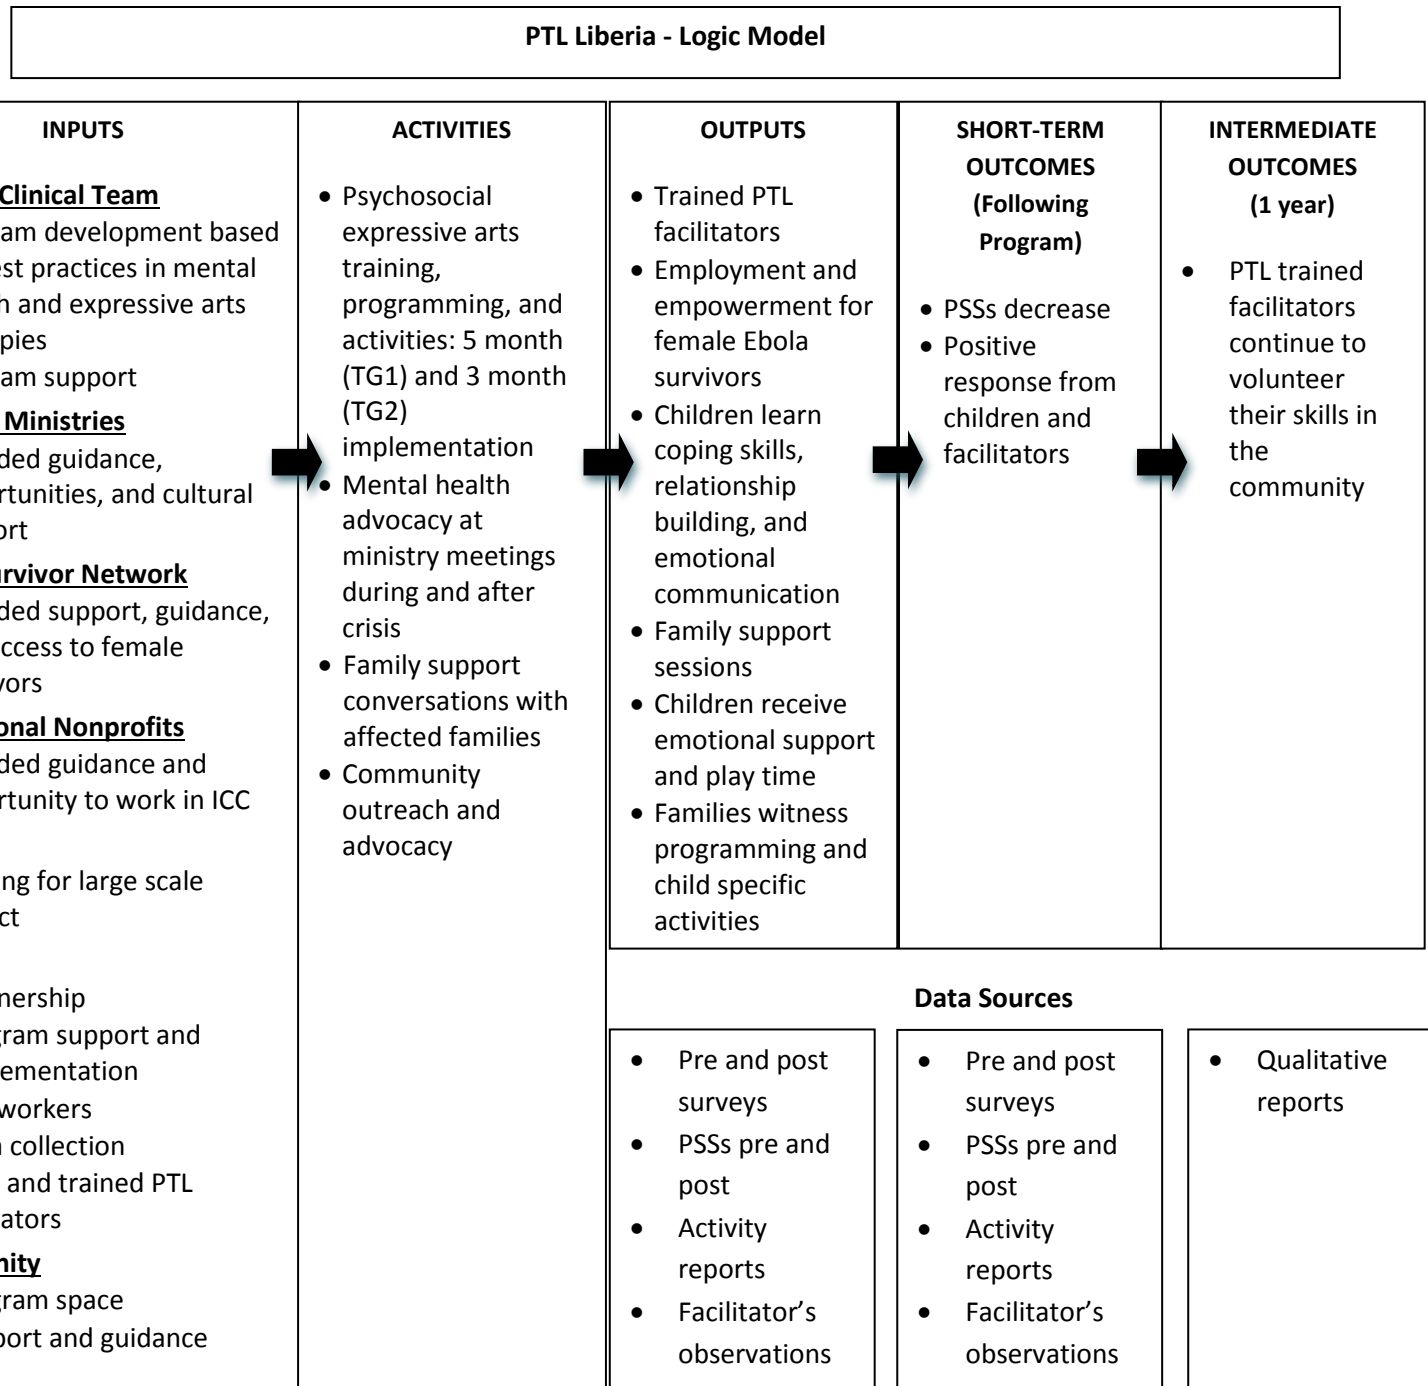 PTL Liberia - Logic Model
INPUTS
Clinical Team
am development based
est practices in mental
h and expressive arts
pies
am support
Ministries
ded guidance,
rtunities, and cultural
ort
urvivor Network
ded support, guidance,
ccess to female
vors
onal Nonprofits
ded guidance and
rtunity to work in ICC
ng for large scale
ct
nership
gram support and
ementation
workers
collection
and trained PTL
ators
nity
gram space
port and guidance
ACTIVITIES
• Psychosocial
expressive arts
training,
programming, and
activities: 5 month
(TG1) and 3 month
(TG2)
implementation
• Mental health
advocacy at
ministry meetings
during and after
crisis
• Family support
conversations with
affected families
• Community
outreach and
advocacy
OUTPUTS
• Trained PTL
facilitators
• Employment and
empowerment for
female Ebola
survivors
• Children learn
coping skills,
relationship
building, and
emotional
communication
• Family support
sessions
• Children receive
emotional support
and play time
• Families witness
programming and
child specific
activities
SHORT-TERM
OUTCOMES
(Following
Program)
• PSSs decrease
• Positive
response from
children and
facilitators
INTERMEDIATE
OUTCOMES
(1 year)
• PTL trained
facilitators
continue to
volunteer
their skills in
the
community
Data Sources
• Pre and post
surveys
• PSSs pre and
post
• Activity
reports
• Facilitator’s
observations
• Pre and post
surveys
• PSSs pre and
post
• Activity
reports
• Facilitator’s
observations
• Qualitative
reports